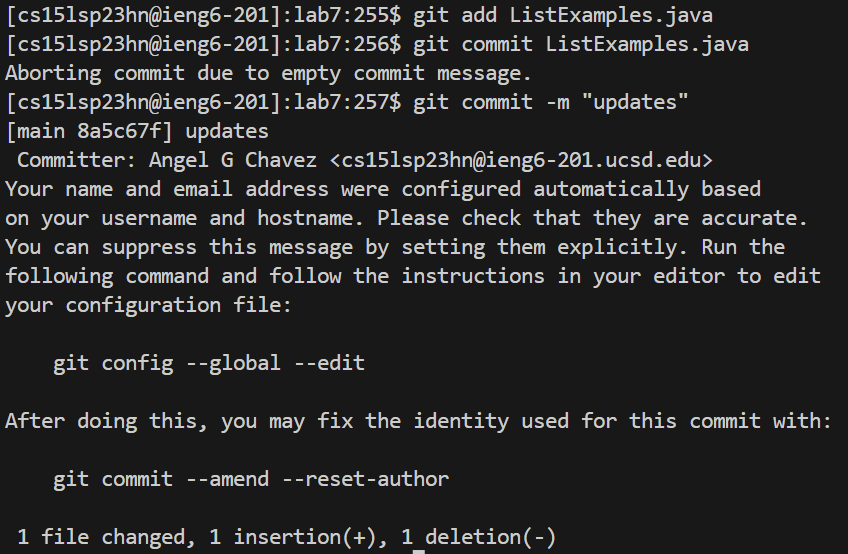 [cs15lsp23hn@ieng6-201]:lab7:255$ git add ListExamples.java
[cs15lsp23hn@ieng6-201]:lab7:256$ git commit ListExamples.java
Aborting commit due to empty commit message.
[cs15lsp23hn@ieng6-201]:lab7:257$ git commit -m "updates"
[main 8a5c67f] updates
 Committer: Angel G Chavez <cs15lsp23hn@ieng6-201.ucsd.edu>
Your name and email address were configured automatically based
on your username and hostname. Please check that they are accurate.
You can suppress this message by setting them explicitly. Run the
following command and follow the instructions in your editor to edit
your configuration file:

    git config --global --edit

After doing this, you may fix the identity used for this commit with:

    git commit --amend --reset-author

 1 file changed, 1 insertion(+), 1 deletion(-)